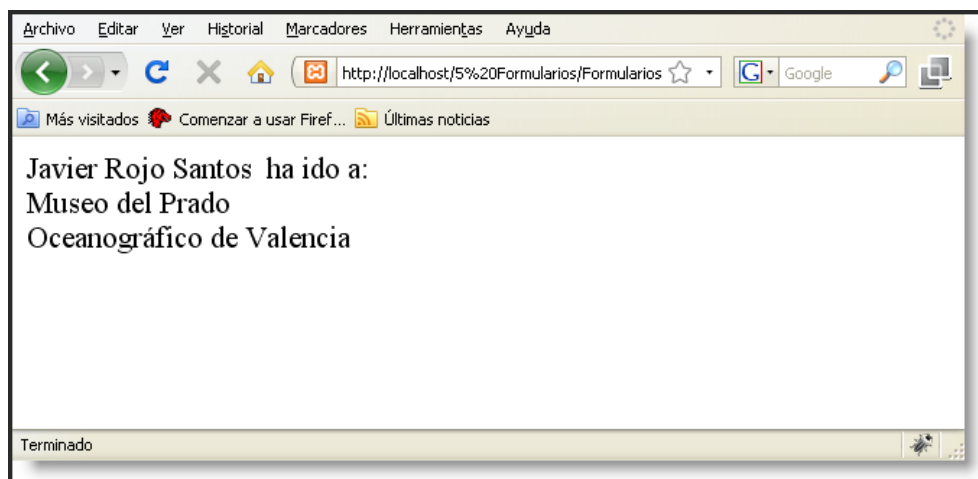 Archivo Editar Ver Historial Marcadores Herramientas Ayuda
http://localhost/5%20Formularios/Formularios G Google
Más visitados Comenzar a usar Firef... Últimas noticias
Javier Rojo Santos ha ido a:
Museo del Prado
Oceanográfico de Valencia
Terminado